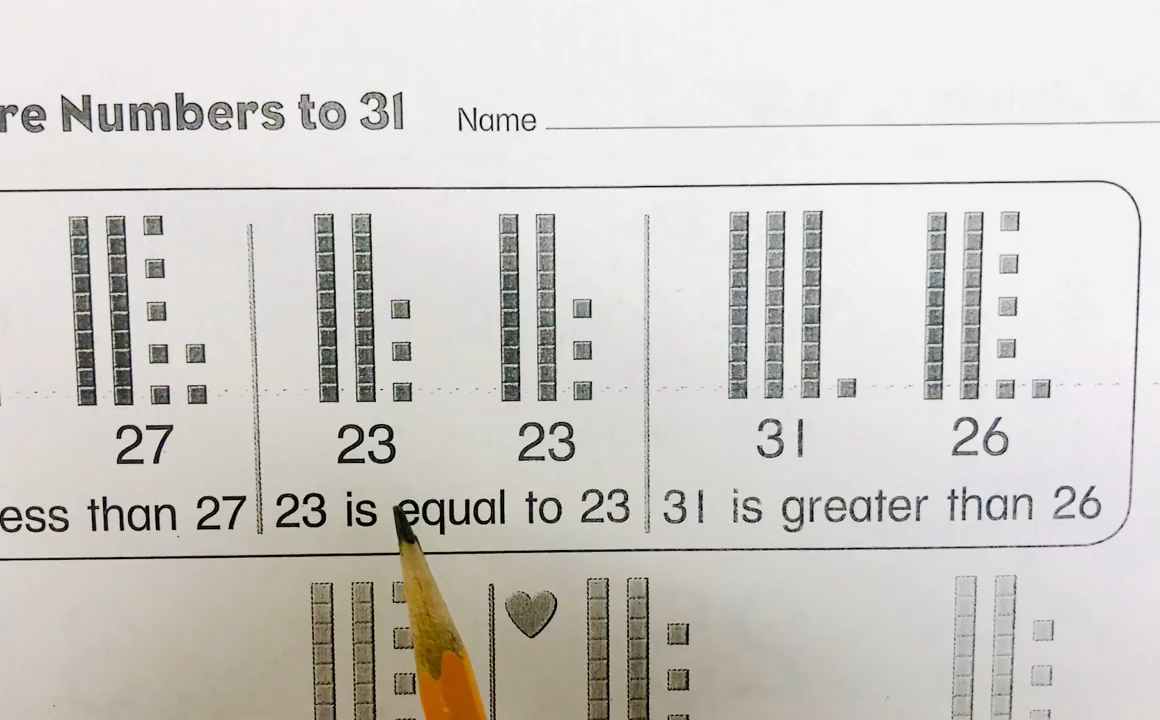 re Numbers to 31 Name
27 23 23 31 26
ess than 27 23 is equal to 23 31 is greater than 26